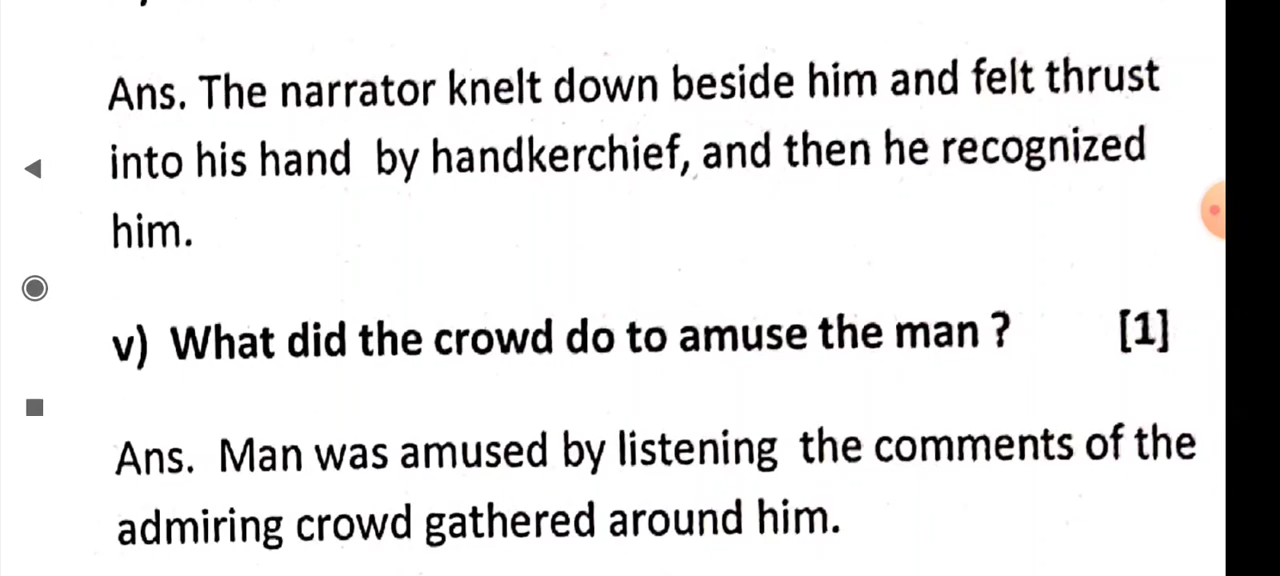 Ans. The narrator knelt down beside him and felt thrust
into his hand by handkerchief, and then he recognized
him.
v) What did the crowd do to amuse the man ? [1]
Ans. Man was amused by listening the comments of the
admiring crowd gathered around him.